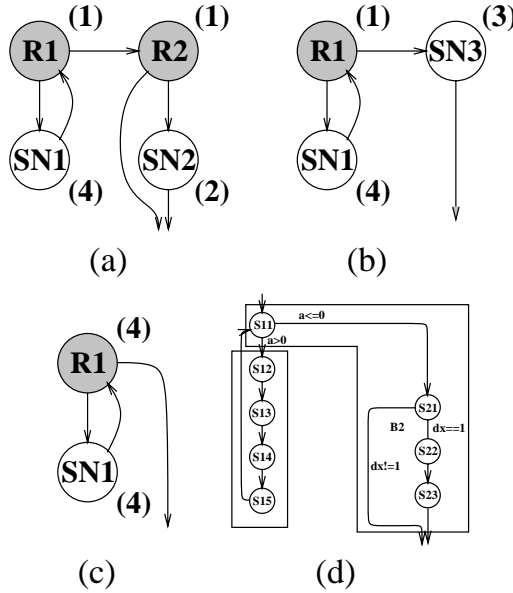 (1) (1)
R1 R2
SN1 SN2
(4) (2)
(a)
(1) (3)
R1 SN3
SN1
(4)
(b)
(4)
R1
SN1
(4)
(c)
a<=0
S11
a>0
S12
S13
S14
S15
S21
B2 dx==1
S22
dx!=1
S23
(d)